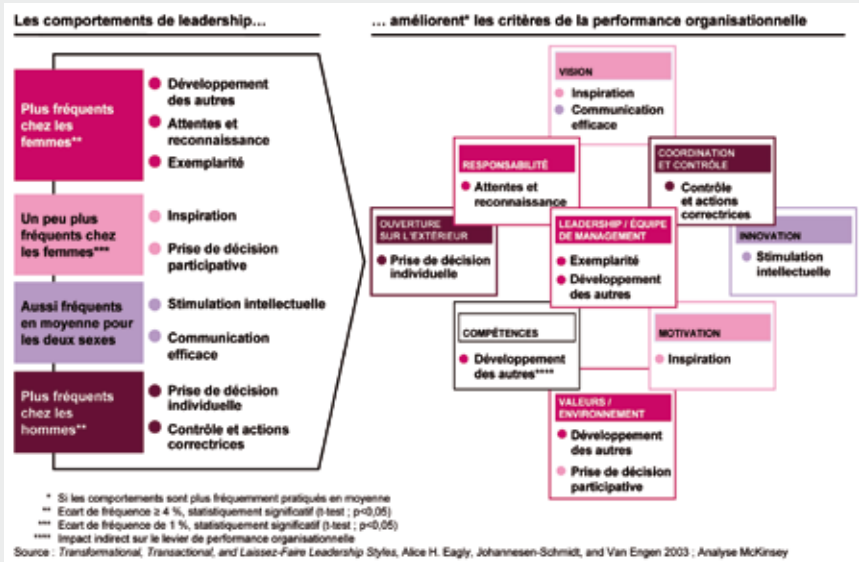 Les comportements de leadership…
… améliorent* les critères de la performance organisationnelle
Plus fréquents
chez les
femmes**
Développement
des autres
Attentes et
reconnaissance
Exemplarité
Un peu plus
fréquents chez
les femmes***
Inspiration
Prise de décision
participative
Aussi fréquents
en moyenne pour
les deux sexes
Stimulation intellectuelle
Communication
efficace
Plus fréquents
chez les
hommes**
Prise de décision
individuelle
Contrôle et actions
correctrices
VISION
Inspiration
Communication
efficace
RESPONSABILITÉ
Attentes et
reconnaissance
COORDINATION
ET CONTRÔLE
Contrôle
et actions
correctrices
OUVERTURE
SUR L'EXTÉRIEUR
Prise de décision
individuelle
LEADERSHIP / ÉQUIPE
DE MANAGEMENT
Exemplarité
Développement
des autres
INNOVATION
Stimulation
intellectuelle
COMPÉTENCES
Développement
des autres****
MOTIVATION
Inspiration
VALEURS /
ENVIRONNEMENT
Développement
des autres
Prise de décision
participative
* Si les comportements sont plus fréquemment pratiqués en moyenne
** Ecart de fréquence ≥ 4 %, statistiquement significatif (t-test ; p<0,05)
*** Ecart de fréquence de 1 %, statistiquement significatif (t-test ; p<0,05)
**** Impact indirect sur le levier de performance organisationnelle
Source : Transformational, Transactional, and Laissez-Faire Leadership Styles, Alice H. Eagly, Johannesen-Schmidt, and Van Engen 2003 ; Analyse McKinsey